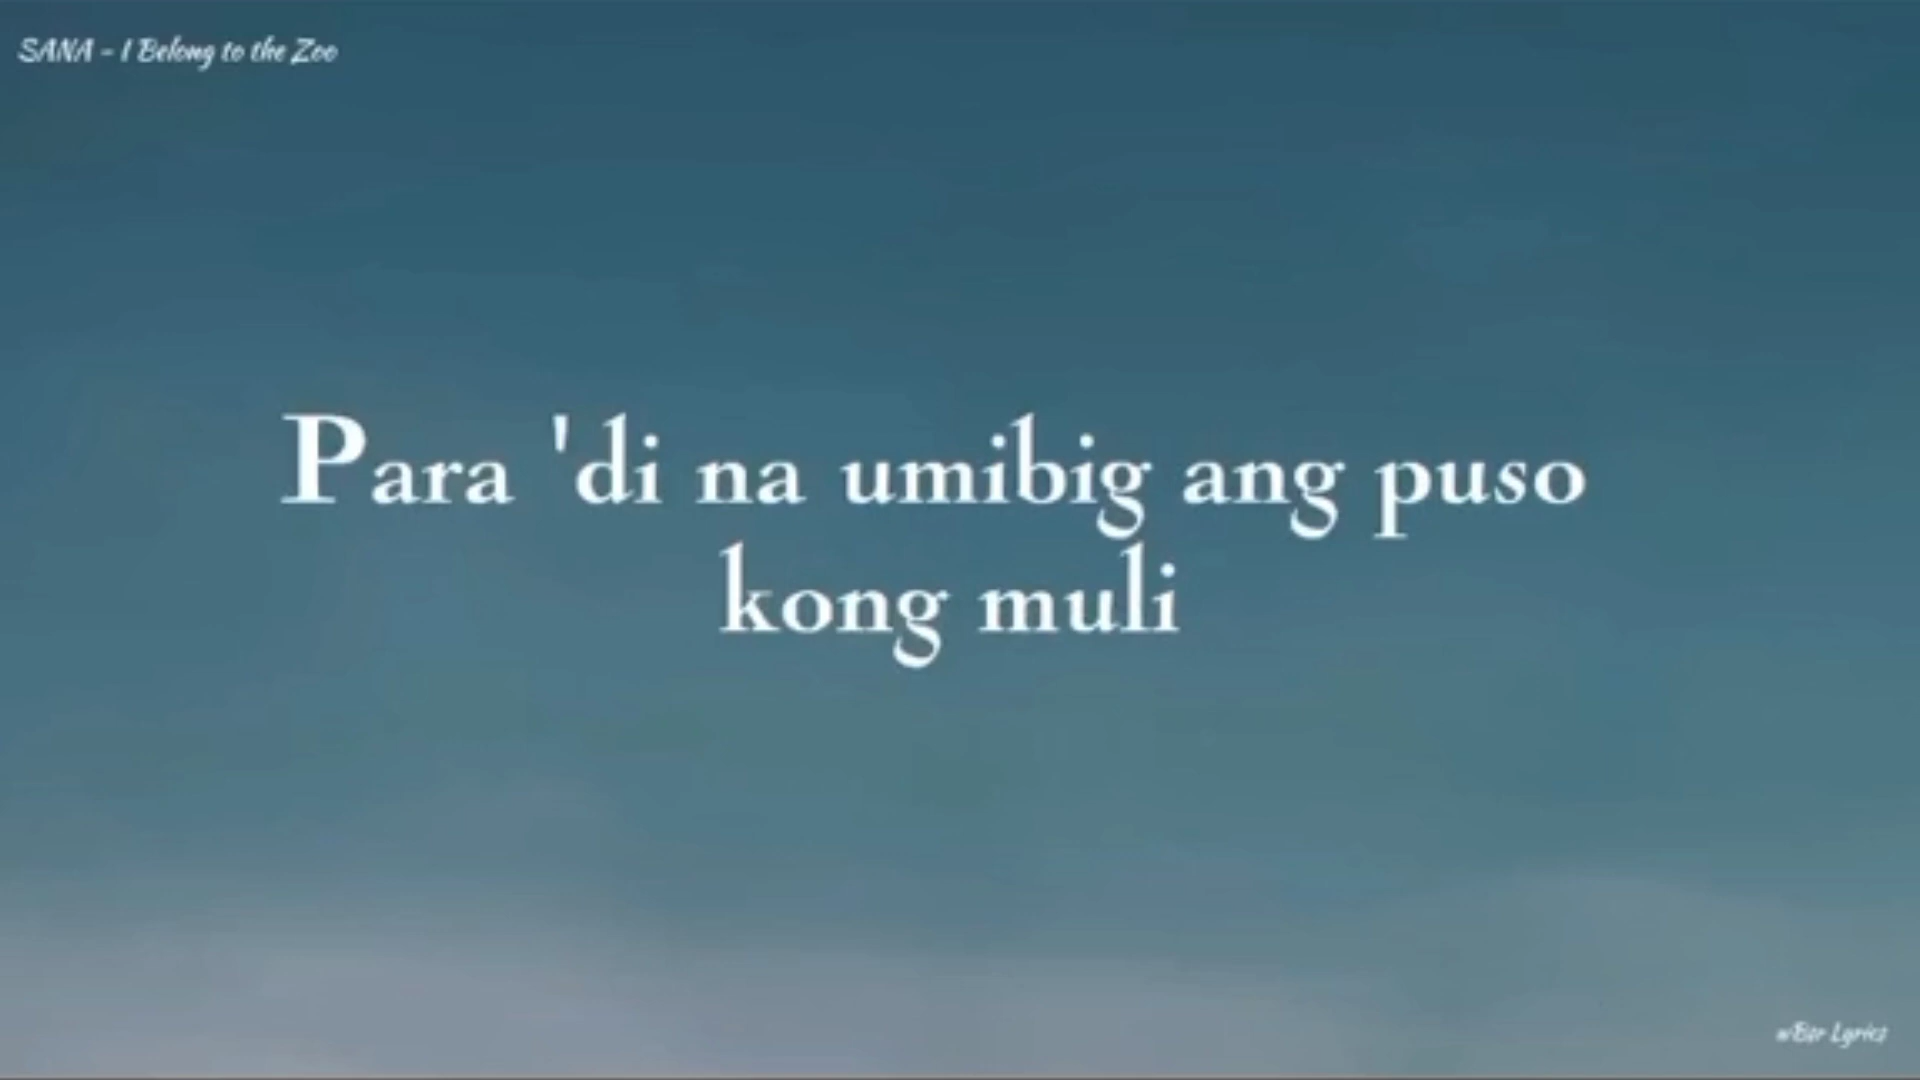 SANA - I Belong to the Zoo
Para 'di na umibig ang puso
kong muli